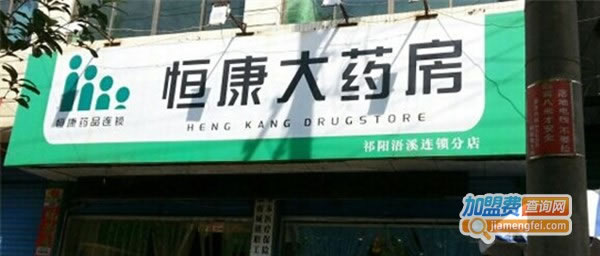 恒康大药房
HENG KANG DRUGSTORE
恒康药品连锁
祁阳浯溪连锁分店
加盟费查询网
jiamengfei.com